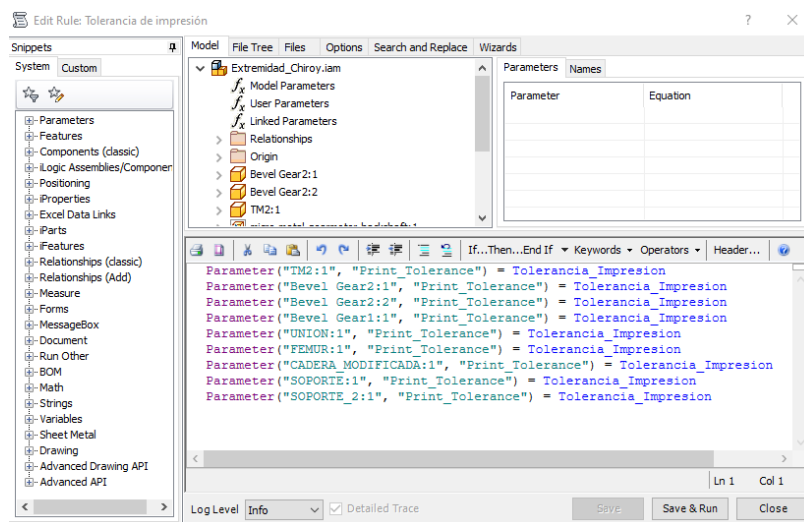 Edit Rule: Tolerancia de impresión
Snippets
System Custom
Parameters
Features
Components (classic)
iLogic Assemblies/Componen
Positioning
iProperties
Excel Data Links
iParts
iFeatures
Relationships (classic)
Relationships (Add)
Measure
Forms
MessageBox
Document
Run Other
BOM
Math
Strings
Variables
Sheet Metal
Drawing
Advanced Drawing API
Advanced API
Model File Tree Files Options Search and Replace Wizards
Extremidad_Chiroy.iam
Model Parameters
User Parameters
Linked Parameters
Relationships
Origin
Bevel Gear2:1
Bevel Gear2:2
TM2:1
Parameters Names
Parameter Equation
If...Then...End If Keywords Operators Header...
Parameter("TM2:1", "Print_Tolerance") = Tolerancia_Impresion
Parameter("Bevel Gear2:1", "Print_Tolerance") = Tolerancia_Impresion
Parameter("Bevel Gear2:2", "Print_Tolerance") = Tolerancia_Impresion
Parameter("Bevel Gear1:1", "Print_Tolerance") = Tolerancia_Impresion
Parameter("UNION:1", "Print_Tolerance") = Tolerancia_Impresion
Parameter("FEMUR:1", "Print_Tolerance") = Tolerancia_Impresion
Parameter("CADERA_MODIFICADA:1", "Print_Tolerance") = Tolerancia_Impresion
Parameter("SOPORTE:1", "Print_Tolerance") = Tolerancia_Impresion
Parameter("SOPORTE_2:1", "Print_Tolerance") = Tolerancia_Impresion
Ln 1 Col 1
Log Level Info Detailed Trace Save Save & Run Close